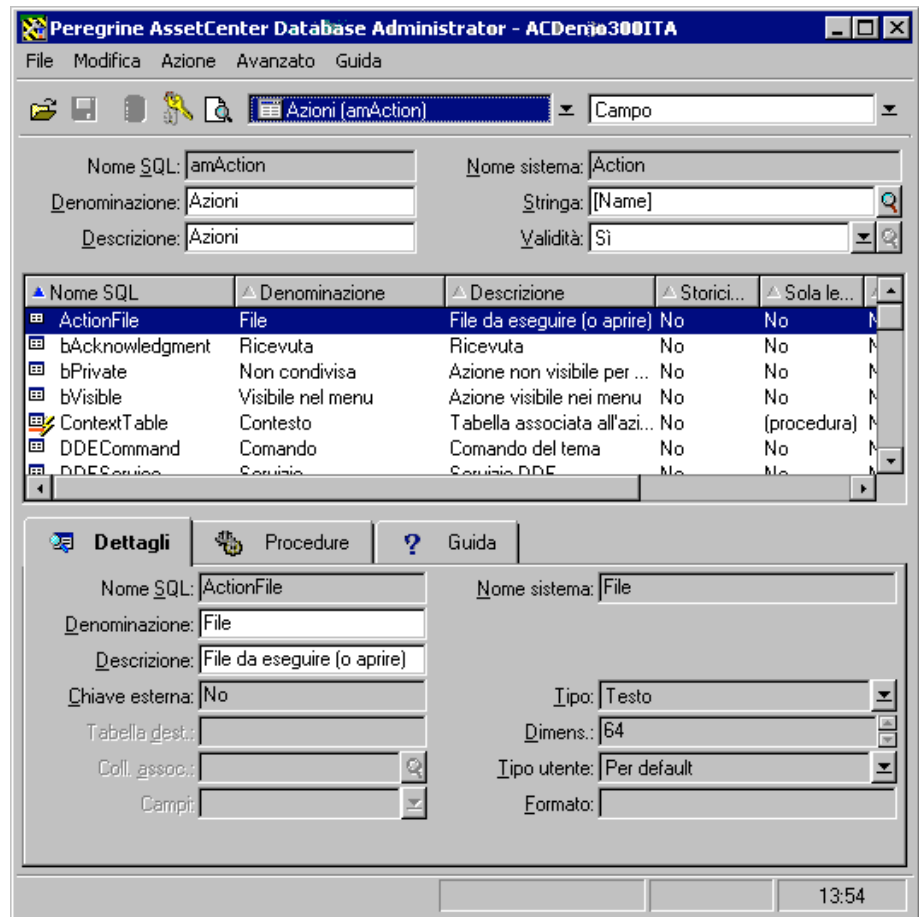 Peregrine AssetCenter Database Administrator - ACDemo300ITA
File Modifica Azione Avanzato Guida
Azioni (amAction) Campo
Nome SQL: amAction Nome sistema: Action
Denominazione: Azioni Stringa: [Name]
Descrizione: Azioni Validità: Sì
Nome SQL Denominazione Descrizione Storici... Sola le...
ActionFile File File da eseguire (o aprire) No No
bAcknowledgment Ricevuta Ricevuta No No
bPrivate Non condivisa Azione non visibile per ... No No
bVisible Visibile nel menu Azione visibile nei menu No No
ContextTable Contesto Tabella associata all'azi... No (procedura)
DDECommand Comando Comando del tema No No
DDEService Servizio Servizio DDE No No
Dettagli Procedure ? Guida
Nome SQL: ActionFile Nome sistema: File
Denominazione: File
Descrizione: File da eseguire (o aprire)
Chiave esterna: No Tipo: Testo
Tabella dest.: Dimens.: 64
Coll. assoc.: Tipo utente: Per default
Campi: Formato:
13:54